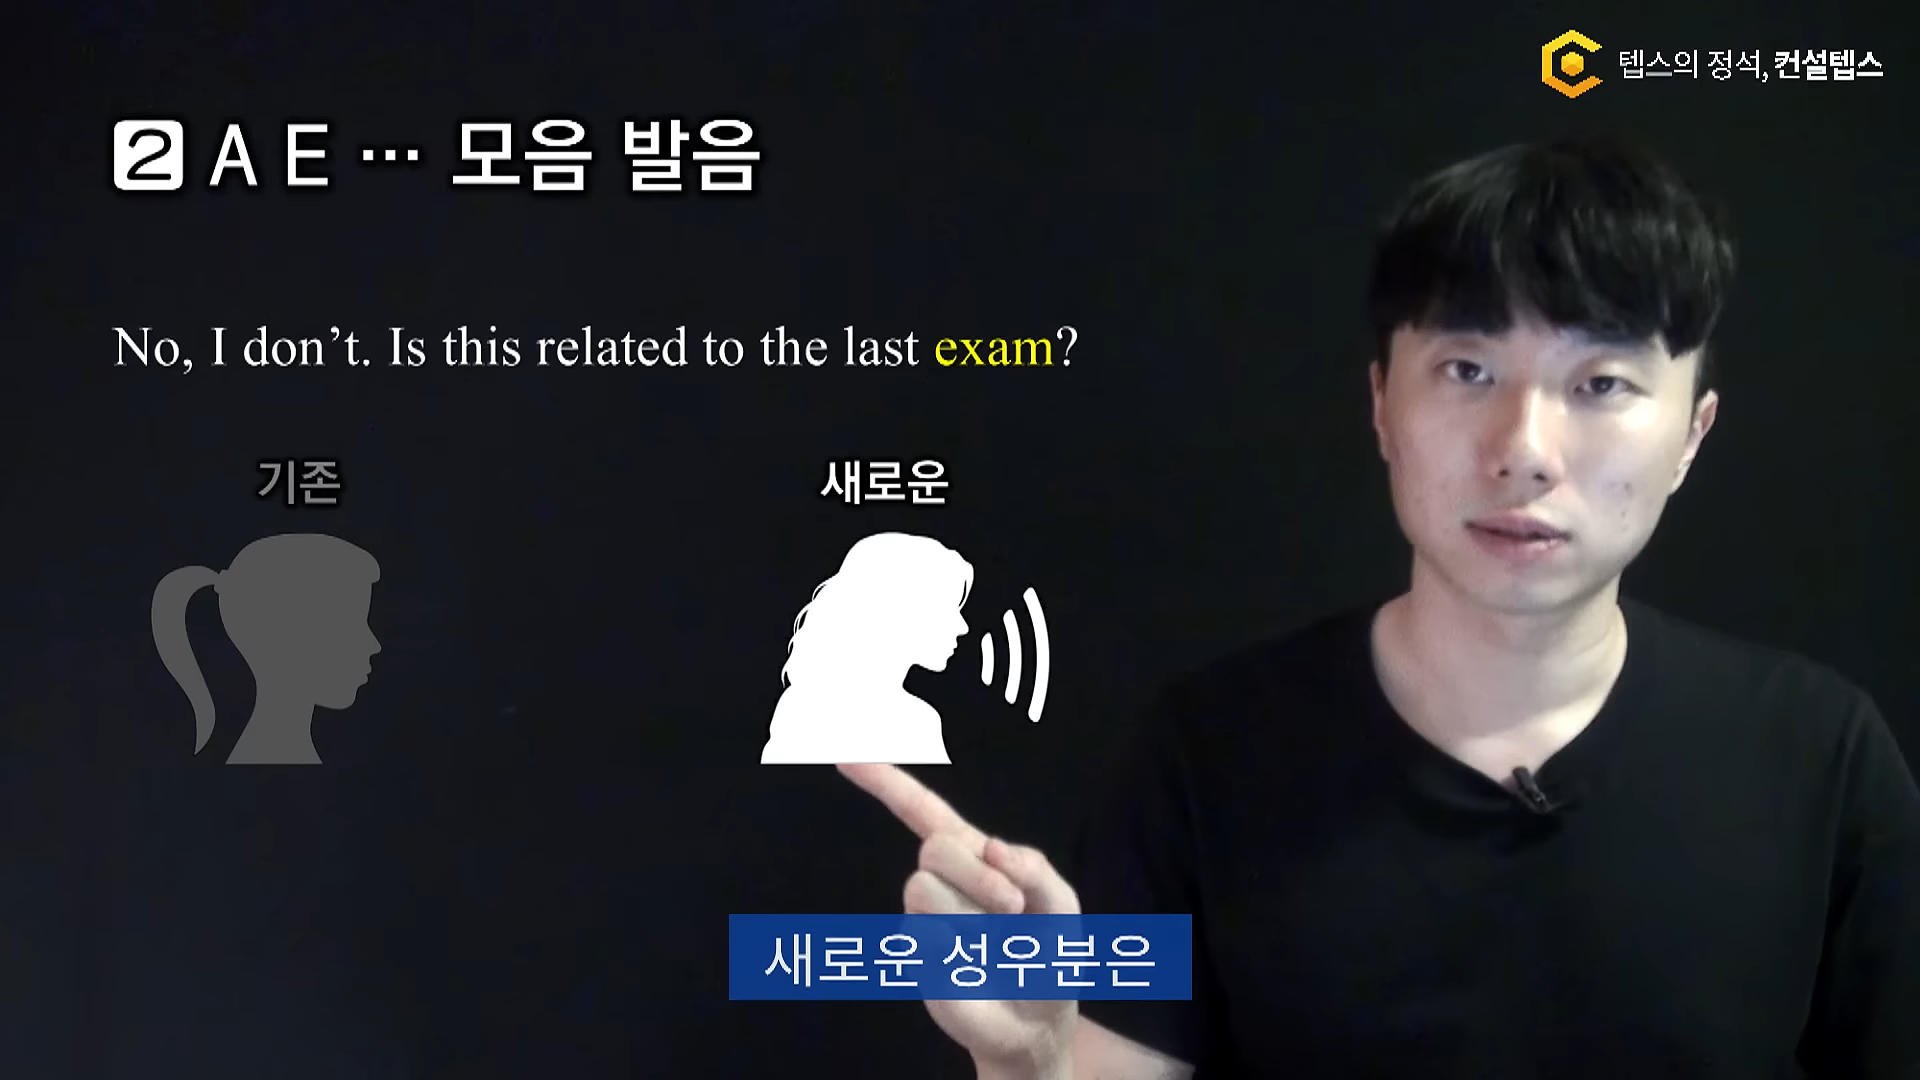 텝스의 정석, 컨설텝스
2 A E … 모음 발음
No, I don’t. Is this related to the last exam?
기존
새로운
새로운 성우분은